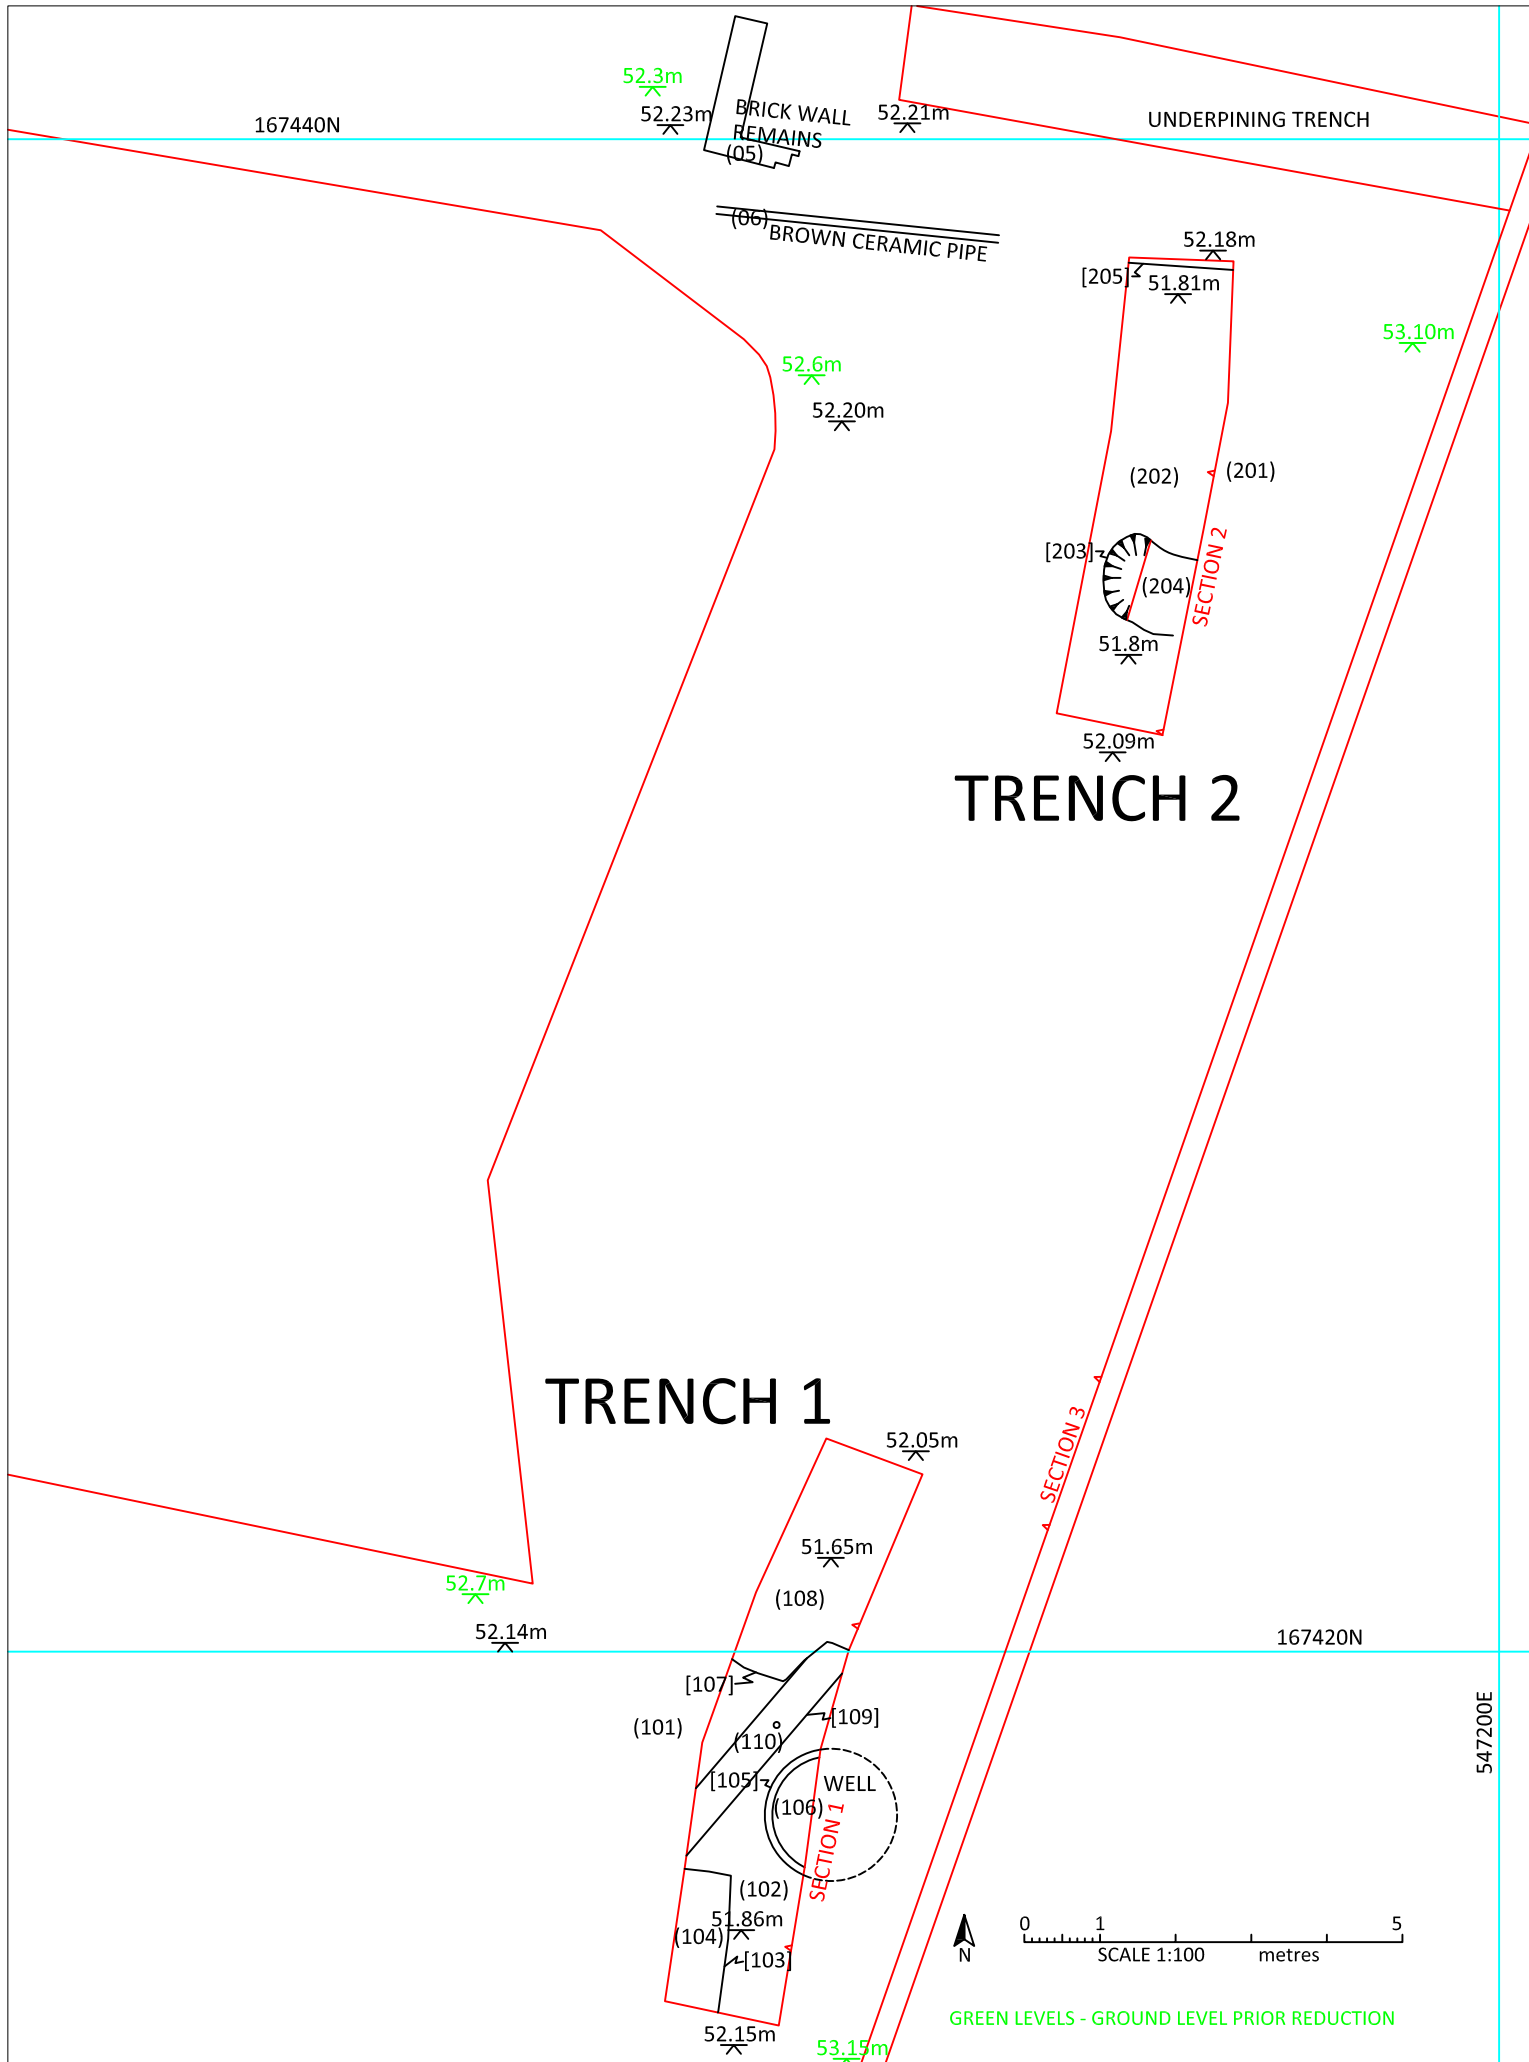 52.3m
52.23m
BRICK WALL
REMAINS
(05)
52.21m
UNDERPINING TRENCH
167440N
(06)
BROWN CERAMIC PIPE
52.18m
[205]
51.81m
53.10m
52.6m
52.20m
(202)
(201)
[203]
(204)
SECTION 2
51.8m
52.09m
TRENCH 2
TRENCH 1
52.05m
SECTION 3
51.65m
52.7m
(108)
52.14m
167420N
[107]
(101)
[109]
(110)
547200E
[105]
WELL
(106)
SECTION 1
(102)
51.86m
(104)
[103]
0 1 5
SCALE 1:100 metres
N
GREEN LEVELS - GROUND LEVEL PRIOR REDUCTION
52.15m
53.15m